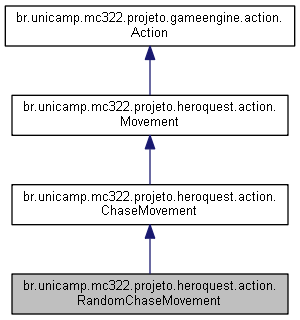 br.unicamp.mc322.projeto.gameengine.action.
Action
br.unicamp.mc322.projeto.heroquest.action.
Movement
br.unicamp.mc322.projeto.heroquest.action.
ChaseMovement
br.unicamp.mc322.projeto.heroquest.action.
RandomChaseMovement